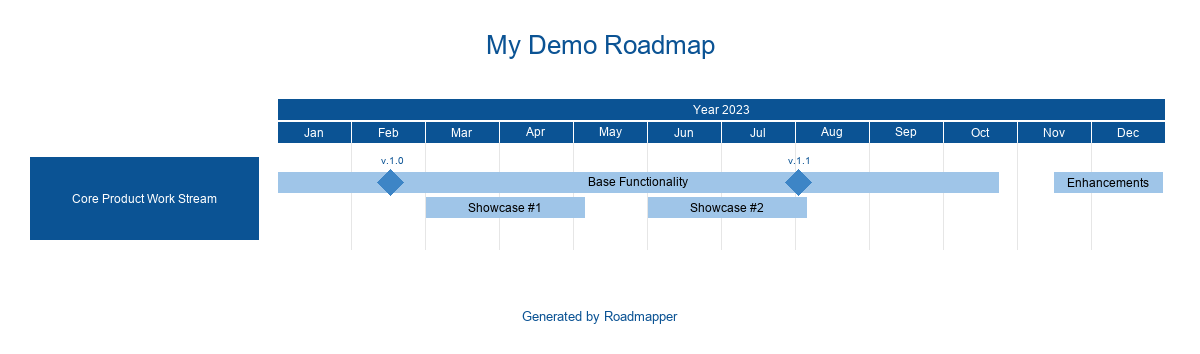 My Demo Roadmap
Year 2023
Jan Feb Mar Apr May Jun Jul Aug Sep Oct Nov Dec
v.1.0 v.1.1
Core Product Work Stream
Base Functionality Enhancements
Showcase #1 Showcase #2
Generated by Roadmapper